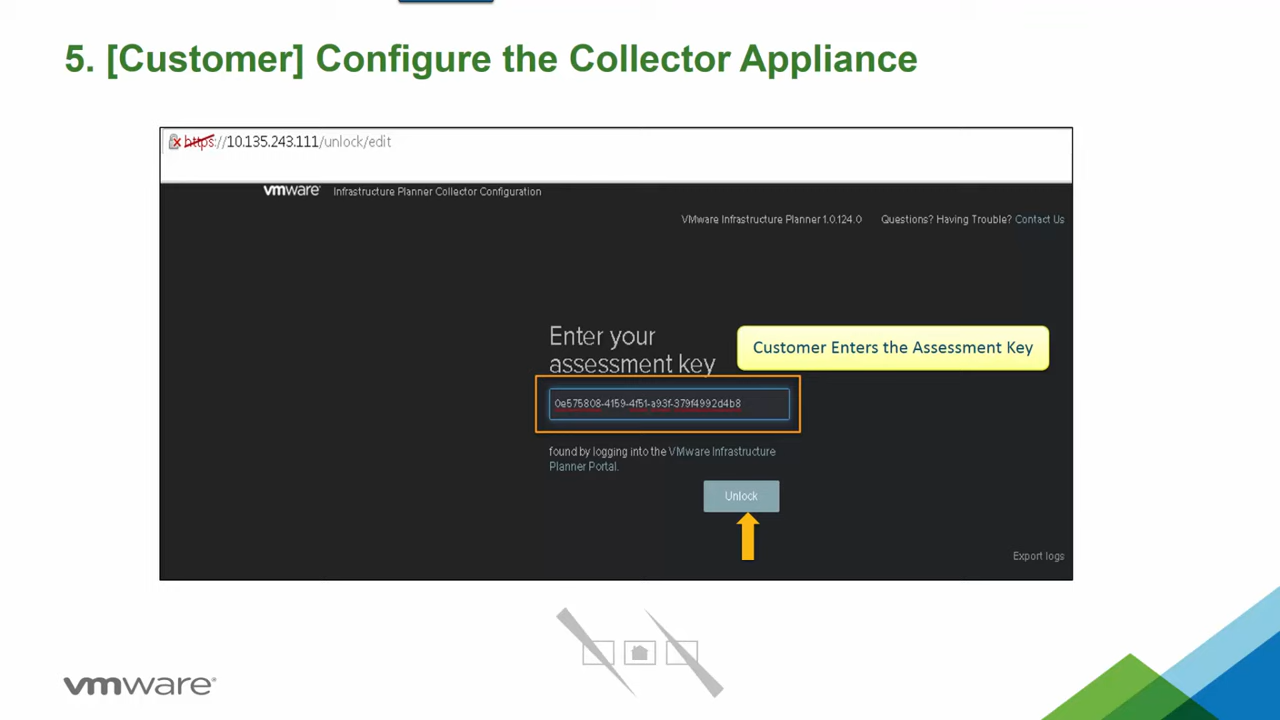 5. [Customer] Configure the Collector Appliance
https://10.135.243.111/unlock/edit
vmware® Infrastructure Planner Collector Configuration
VMware Infrastructure Planner 1.0.124.0 Questions? Having Trouble? Contact Us
Enter your
assessment key
Customer Enters the Assessment Key
0e575808-4159-4f51-a93f-379f4992d4b8
found by logging into the VMware Infrastructure
Planner Portal.
Unlock
Export logs
vmware®